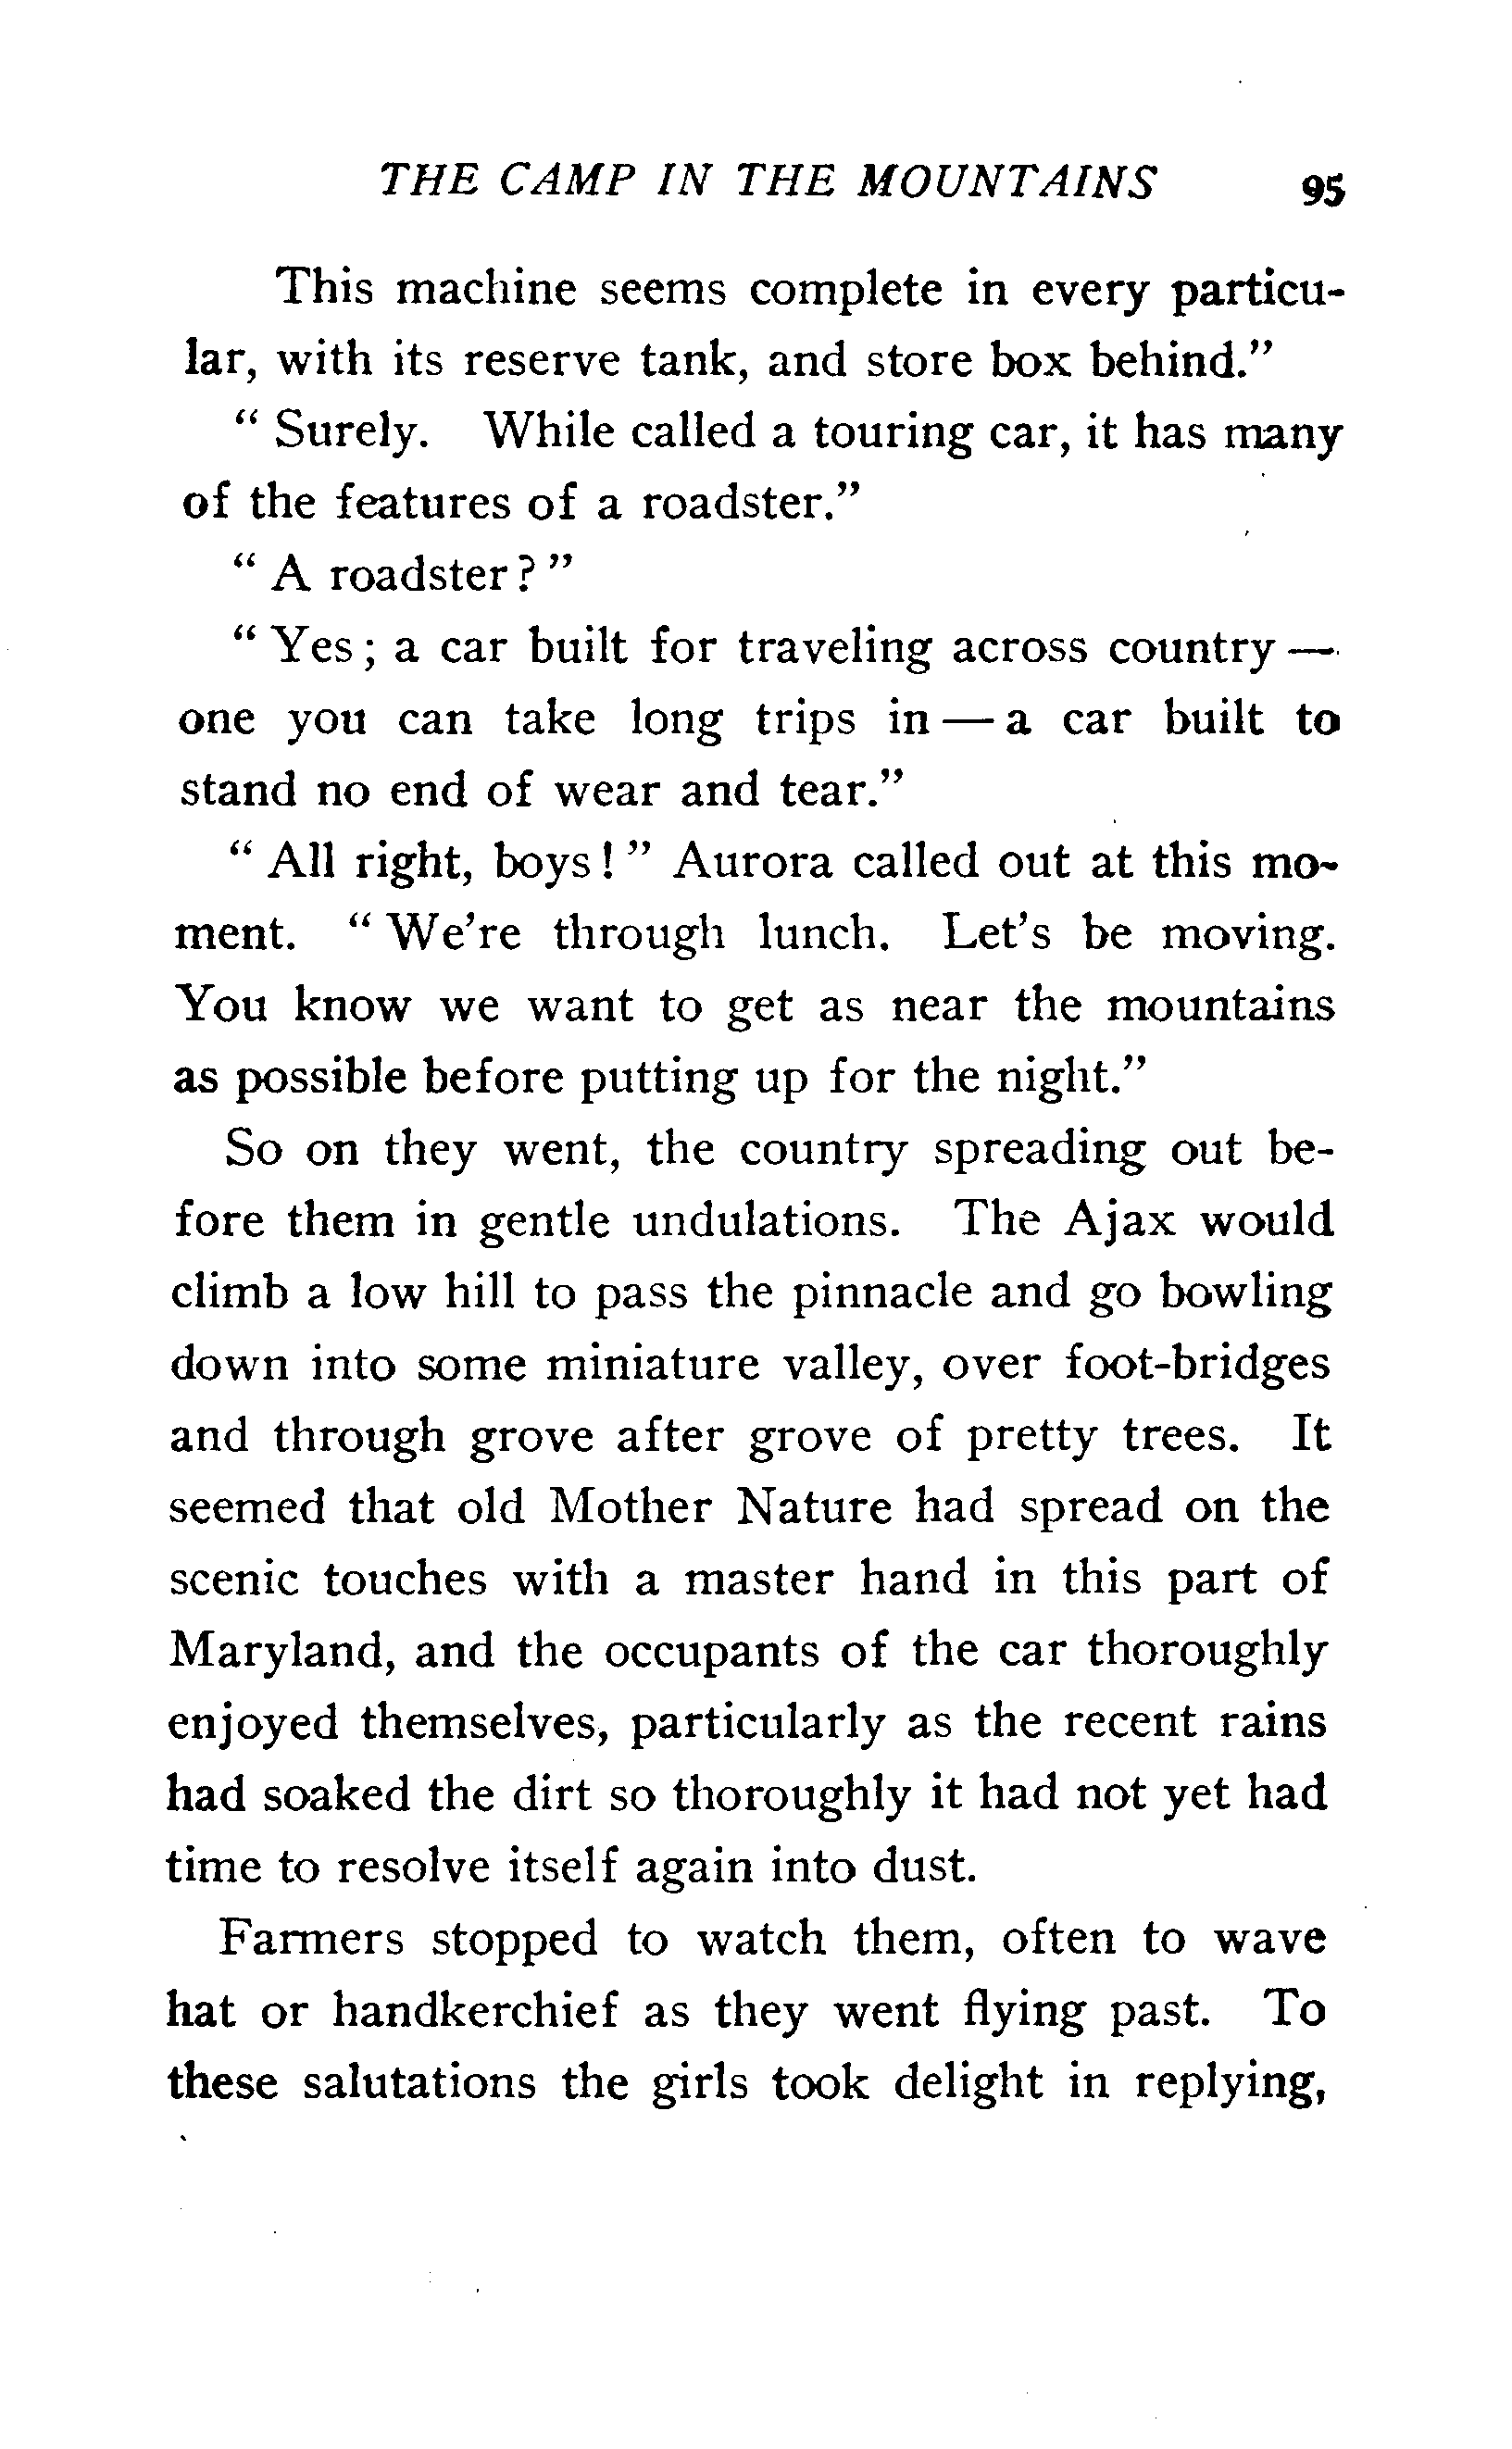 THE CAMP IN THE MOUNTAINS 95
This machine seems complete in every particu-
lar, with its reserve tank, and store box behind."
" Surely. While called a touring car, it has many
of the features of a roadster."
" A roadster ? "
" Yes ; a car built for traveling across country —
one you can take long trips in — a car built to
stand no end of wear and tear."
" All right, boys ! " Aurora called out at this mo-
ment. " We're through lunch. Let's be moving.
You know we want to get as near the mountains
as possible before putting up for the night."
So on they went, the country spreading out be-
fore them in gentle undulations. The Ajax would
climb a low hill to pass the pinnacle and go bowling
down into some miniature valley, over foot-bridges
and through grove after grove of pretty trees. It
seemed that old Mother Nature had spread on the
scenic touches with a master hand in this part of
Maryland, and the occupants of the car thoroughly
enjoyed themselves, particularly as the recent rains
had soaked the dirt so thoroughly it had not yet had
time to resolve itself again into dust.
Farmers stopped to watch them, often to wave
hat or handkerchief as they went flying past. To
these salutations the girls took delight in replying,